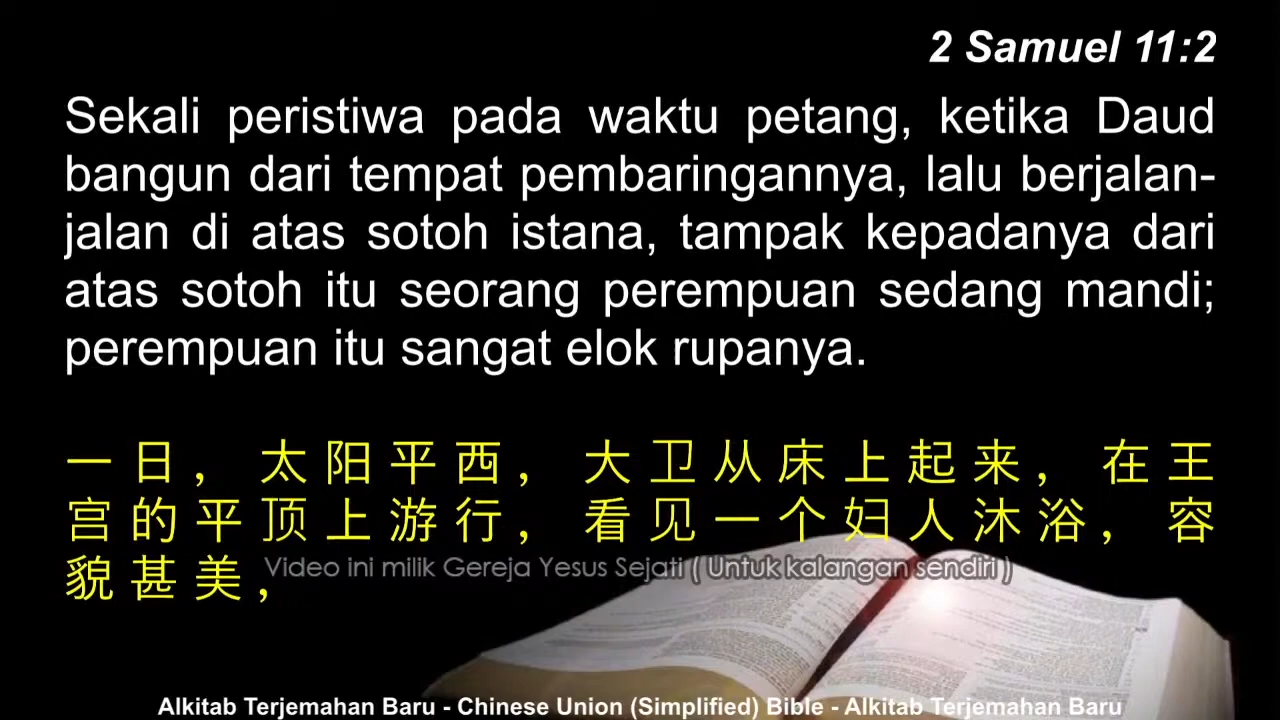 2 Samuel 11:2
Sekali peristiwa pada waktu petang, ketika Daud
bangun dari tempat pembaringannya, lalu berjalan-
jalan di atas sotoh istana, tampak kepadanya dari
atas sotoh itu seorang perempuan sedang mandi;
perempuan itu sangat elok rupanya.
一日，太阳平西，大卫从床上起来，在王
宫的平顶上游行，看见一个妇人沐浴，容
貌甚美，
Video ini milik Gereja Yesus Sejati ( Untuk kalangan sendiri )
Alkitab Terjemahan Baru - Chinese Union (Simplified) Bible - Alkitab Terjemahan Baru